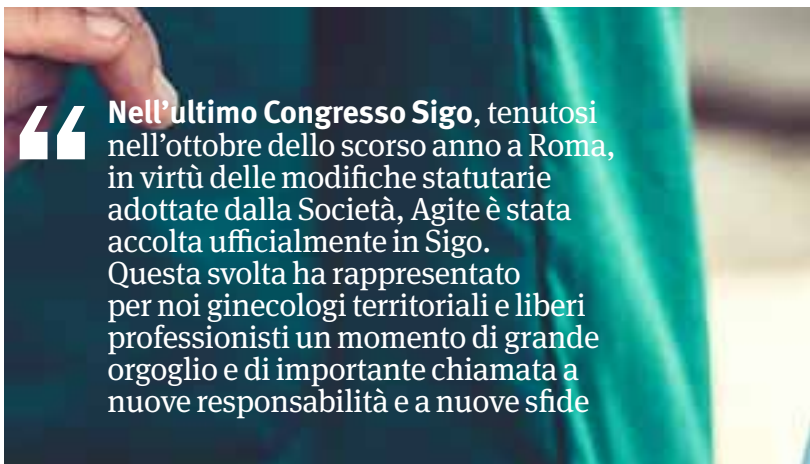 “
Nell’ultimo Congresso Sigo, tenutosi
nell’ottobre dello scorso anno a Roma,
in virtù delle modifiche statutarie
adottate dalla Società, Agite è stata
accolta ufficialmente in Sigo.
Questa svolta ha rappresentato
per noi ginecologi territoriali e liberi
professionisti un momento di grande
orgoglio e di importante chiamata a
nuove responsabilità e a nuove sfide